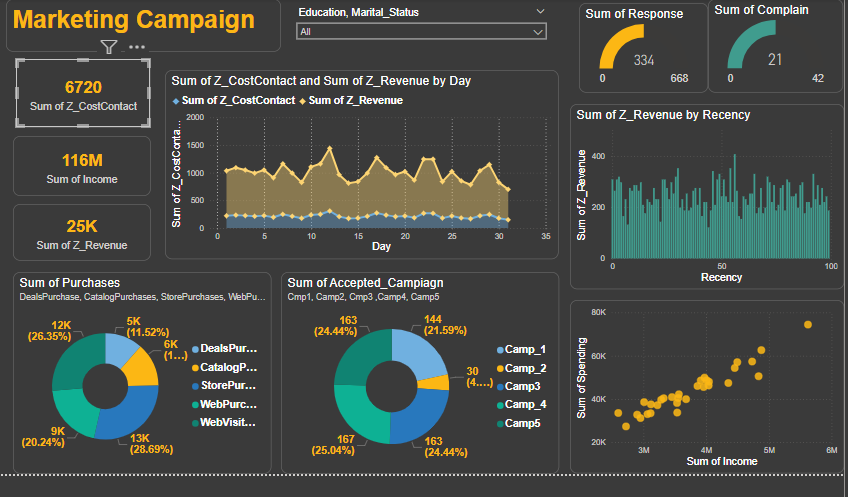 Marketing Campaign
Education, Marital_Status
All
Sum of Response
334
0
668
Sum of Complain
21
0
42
6720
Sum of Z_CostContact
116M
Sum of Income
25K
Sum of Z_Revenue
Sum of Z_CostContact and Sum of Z_Revenue by Day
Sum of Z_CostContact
Sum of Z_Revenue
2000
1500
1000
500
0
Sum of Z_CostConta...
0
5
10
15
20
25
30
35
Day
Sum of Z_Revenue by Recency
400
200
0
Sum of Z_Revenue
0
50
100
Recency
Sum of Purchases
DealsPurchase, CatalogPurchases, StorePurchases, WebPu...
5K
(11.52%)
6K
(1...)
13K
(28.69%)
9K
(20.24%)
12K
(26.35%)
DealsPur...
CatalogP...
StorePur...
WebPurc...
WebVisit...
Sum of Accepted_Campiagn
Cmp1, Camp2, Cmp3 ,Camp4, Camp5
144
(21.59%)
30
(4....)
163
(24.44%)
167
(25.04%)
163
(24.44%)
Camp_1
Camp_2
Camp3
Camp_4
Camp5
80K
60K
40K
20K
Sum of Spending
3M
4M
5M
6M
Sum of Income